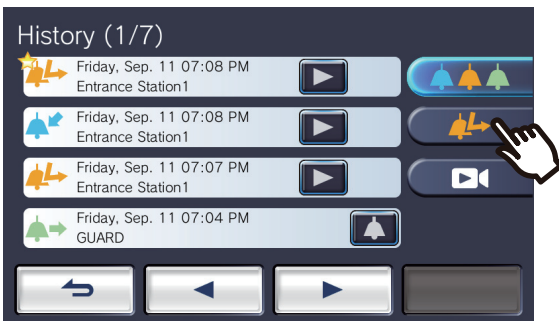 History (1/7)
Friday, Sep. 11 07:08 PM
Entrance Station1
Friday, Sep. 11 07:08 PM
Entrance Station1
Friday, Sep. 11 07:07 PM
Entrance Station1
Friday, Sep. 11 07:04 PM
GUARD